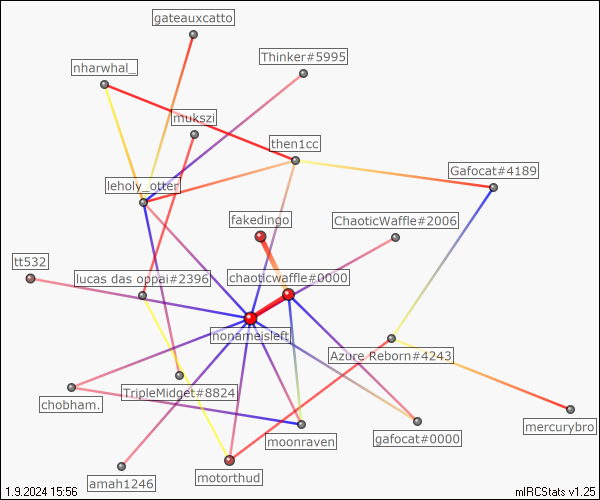 gateauxcatto
Thinker#5995
nharwhal_
mukszi
then1cc
Gafocat#4189
leholy_otter
fakedingo
ChaoticWaffle#2006
tt532
lucas das oppai#2396
chaoticwaffle#0000
nonameisleft
Azure Reborn#4243
TripleMidget#8824
chobham.
mercurybro
moonraven
gafocat#0000
motorthud
amah1246
1.9.2024 15:56
mIRCStats v1.25